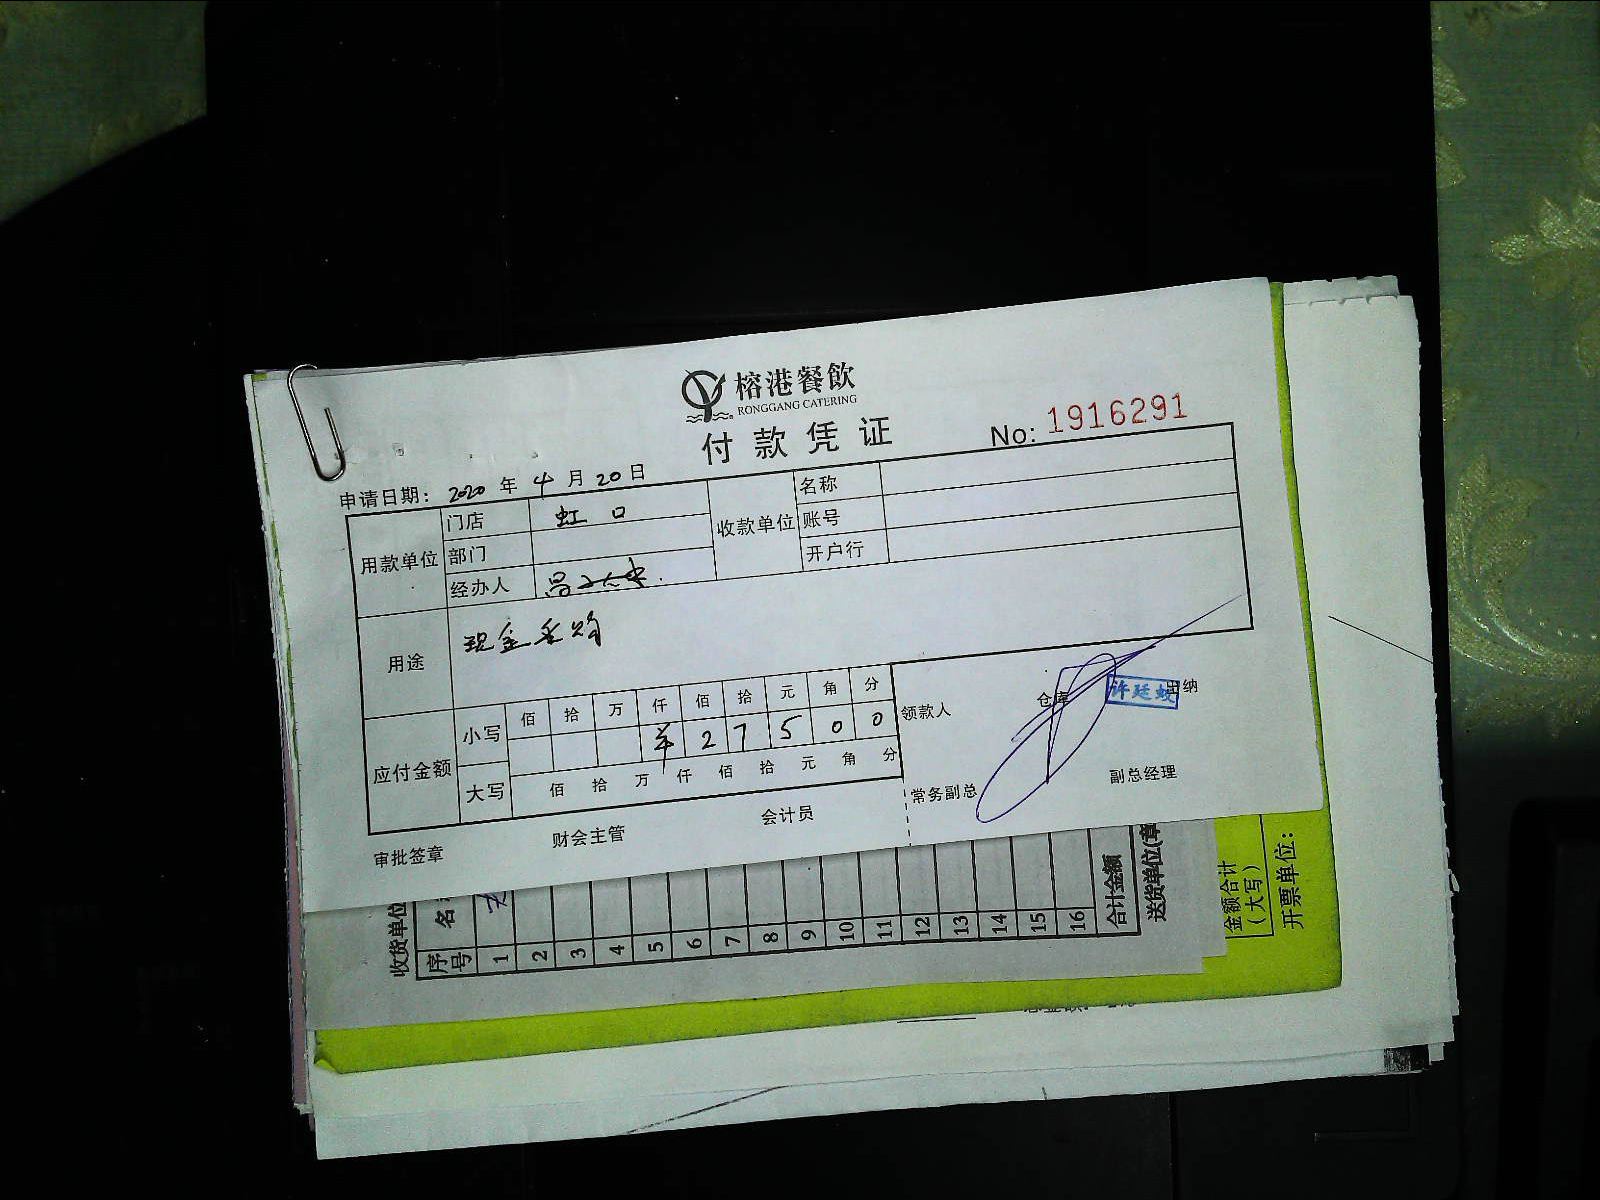 榕港餐飲
RONGGANG CATERING
付款凭证
No: 1916291
申请日期: 2020 年 4 月 20 日
用款单位 门店 虹口 收款单位 名称
部门 账号
经办人 开户行
用途 现金采购
应付金额 小写 佰 拾 万 仟 佰 拾 元 角 分
¥ 2 7 5 0 0
大写 佰 拾 万 仟 佰 拾 元 角 分
领款人 仓库 许廷蛟 出纳
常务副总 副总经理
审批签章 财会主管 会计员
收货单位
序号 名
1 2 3 4 5 6 7 8 9 10 11 12 13 14 15 16
合计金额
送货单位(章
金额合计
(大写)
开票单位: